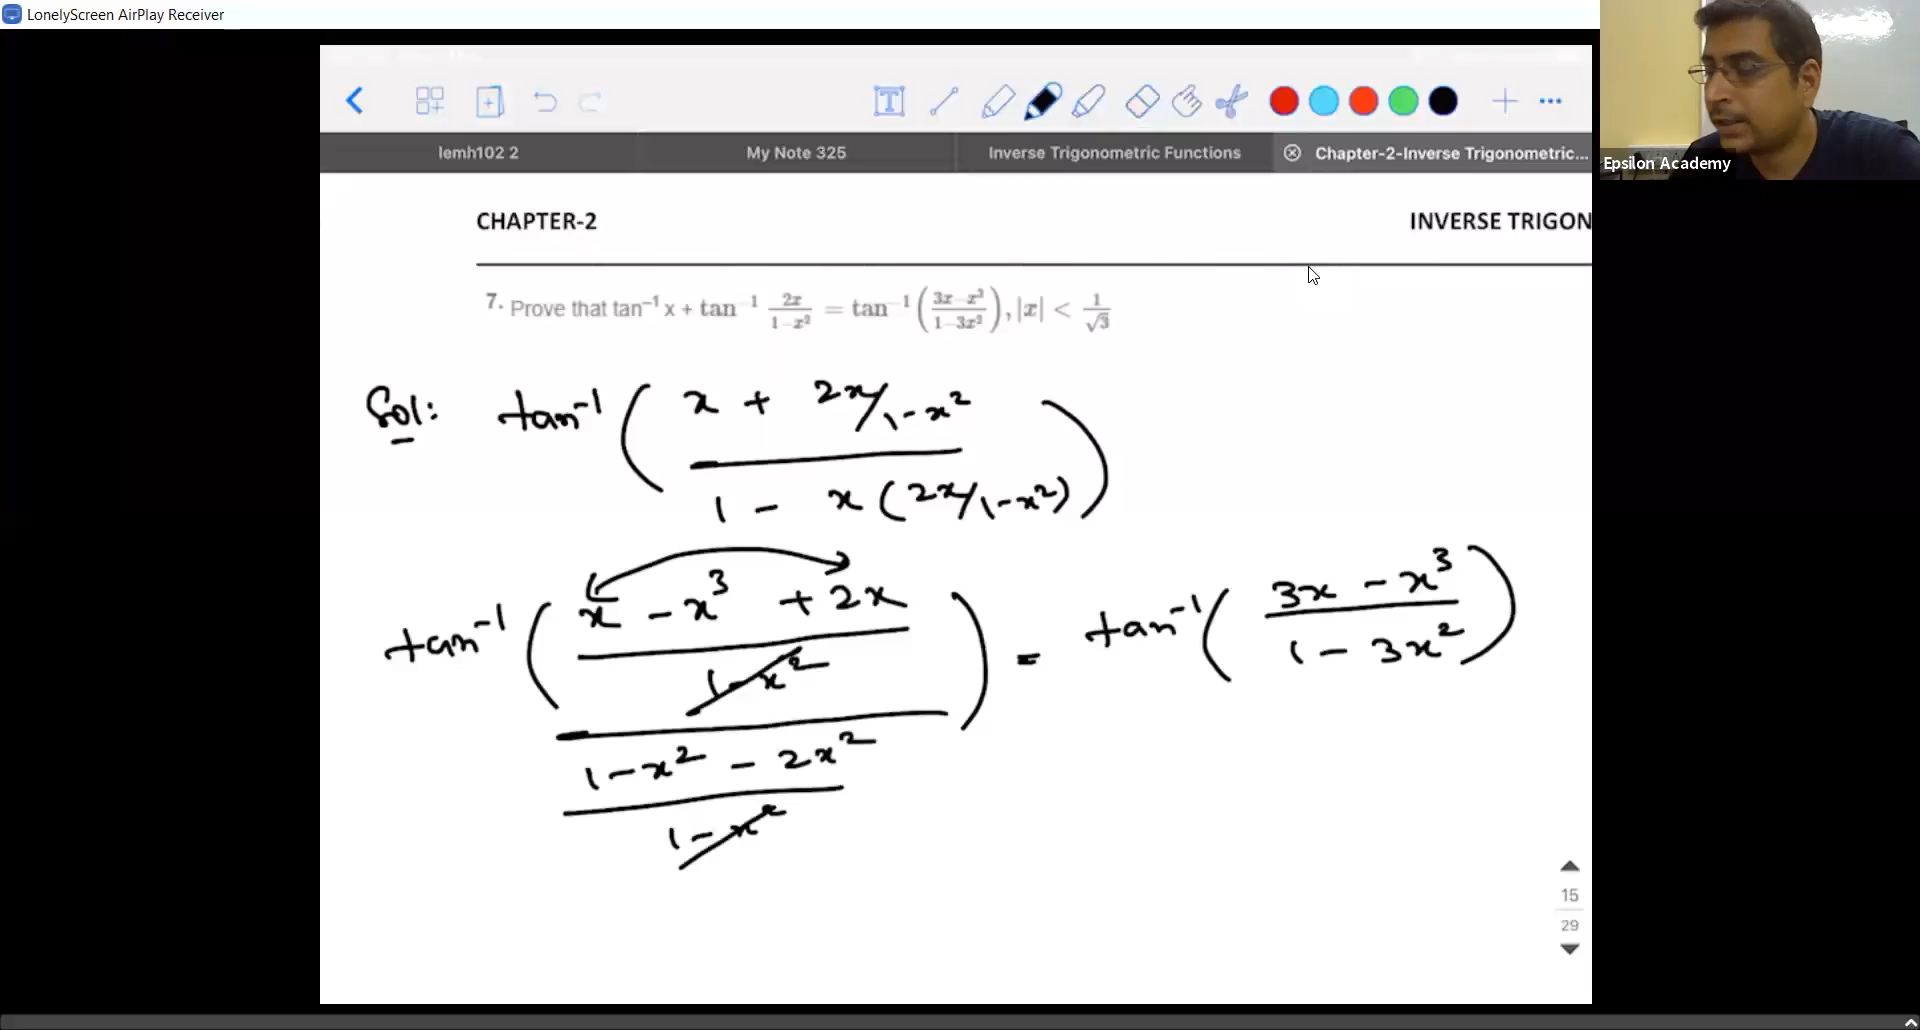 LonelyScreen AirPlay Receiver
T
lemh102 2
My Note 325
Inverse Trigonometric Functions
Chapter-2-Inverse Trigonometric...
Epsilon Academy
CHAPTER-2
INVERSE TRIGON
7. Prove that tan⁻¹ x + tan⁻¹ 2x/(1−x²) = tan⁻¹((3x−x³)/(1−3x²)), |x| < 1/√3
Sol: tan⁻¹( (x + 2x/1−x²) / (1 − x(2x/1−x²)) )
tan⁻¹( ((x − x³ + 2x)/(1−x²)) / ((1−x² − 2x²)/(1−x²)) ) = tan⁻¹( (3x − x³)/(1 − 3x²) )
15
29